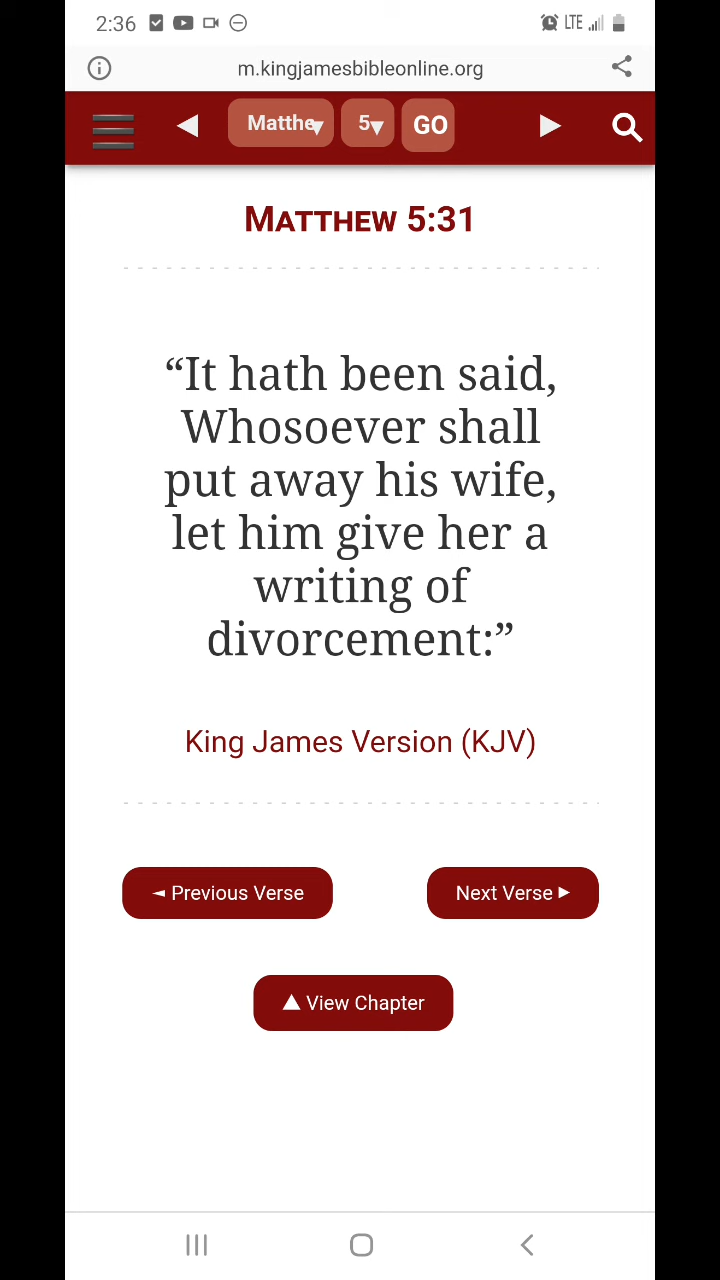 2:36 LTE
m.kingjamesbibleonline.org
Matthe 5 GO
MATTHEW 5:31
“It hath been said,
Whosoever shall
put away his wife,
let him give her a
writing of
divorcement:”
King James Version (KJV)
◄ Previous Verse Next Verse ►
▲ View Chapter